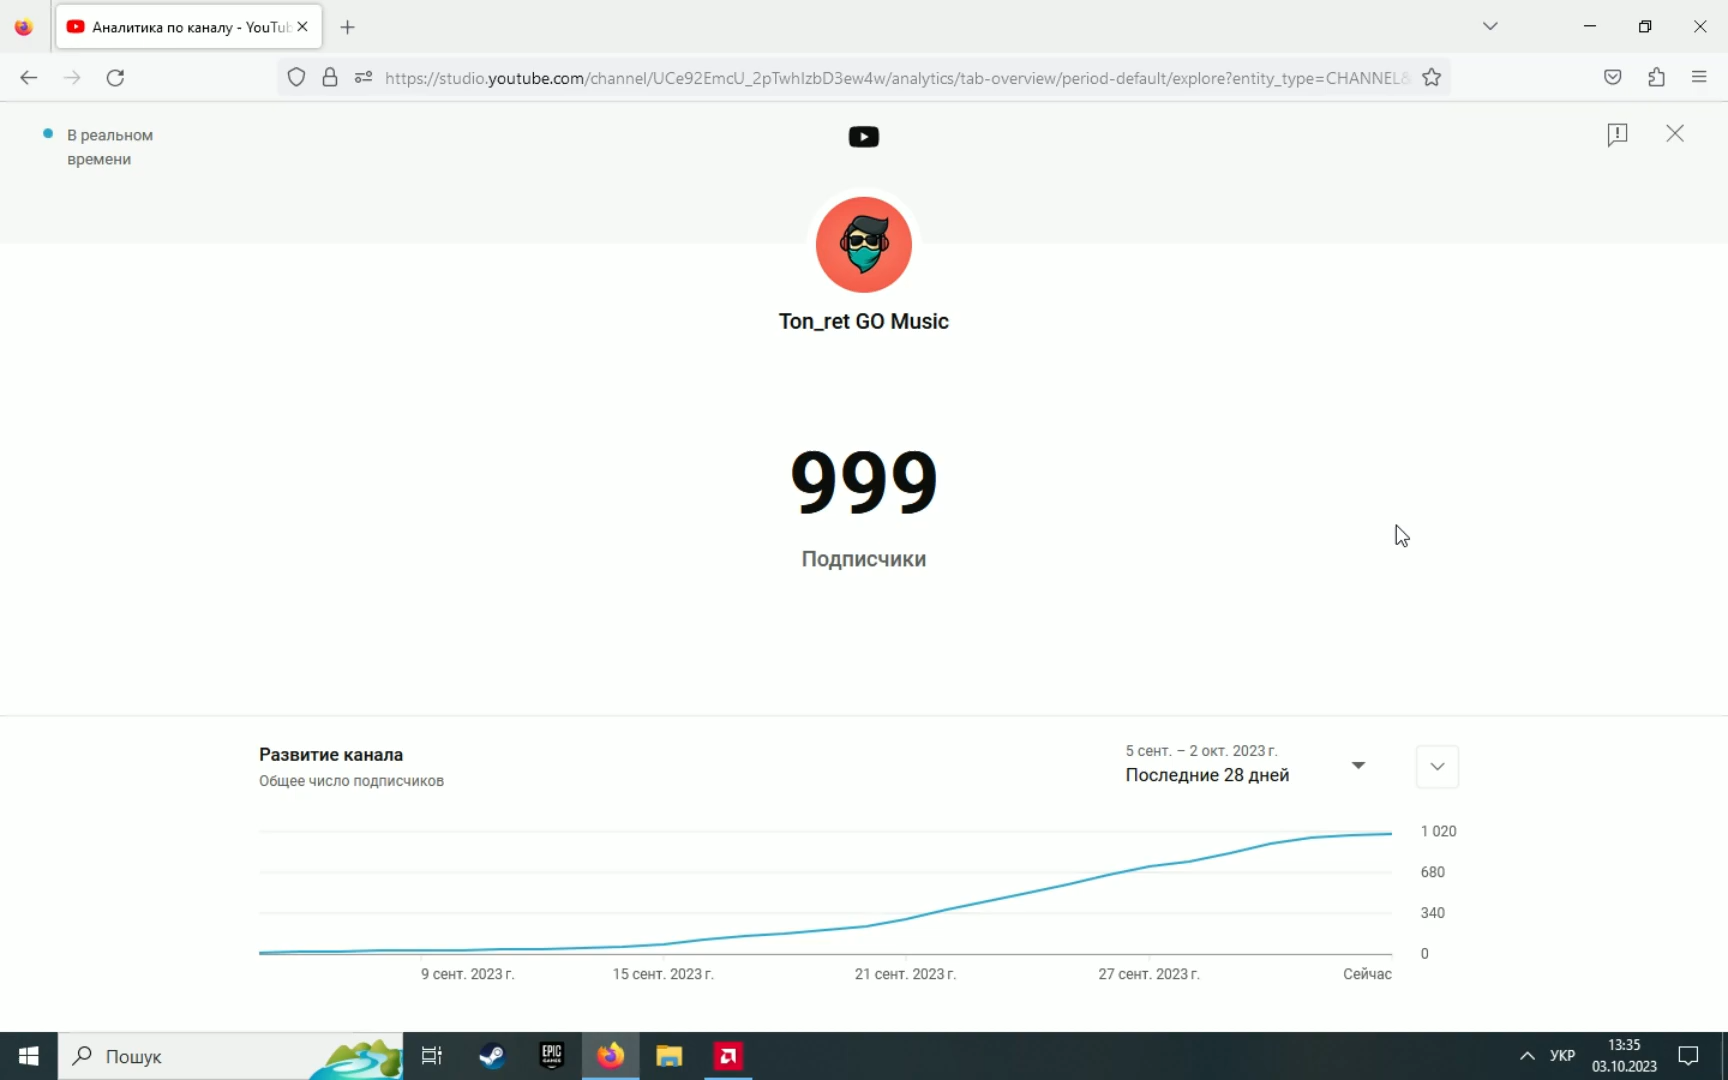 Аналитика по каналу - YouTub
https://studio.youtube.com/channel/UCe92EmcU_2pTwhIzbD3ew4w/analytics/tab-overview/period-default/explore?entity_type=CHANNEL&
В реальном
времени
Ton_ret GO Music
999
Подписчики
Развитие канала
Общее число подписчиков
5 сент. – 2 окт. 2023 г.
Последние 28 дней
1 020
680
340
0
9 сент. 2023 г.
15 сент. 2023 г.
21 сент. 2023 г.
27 сент. 2023 г.
Сейчас
Пошук
EPIC
GAMES
УКР
13:35
03.10.2023